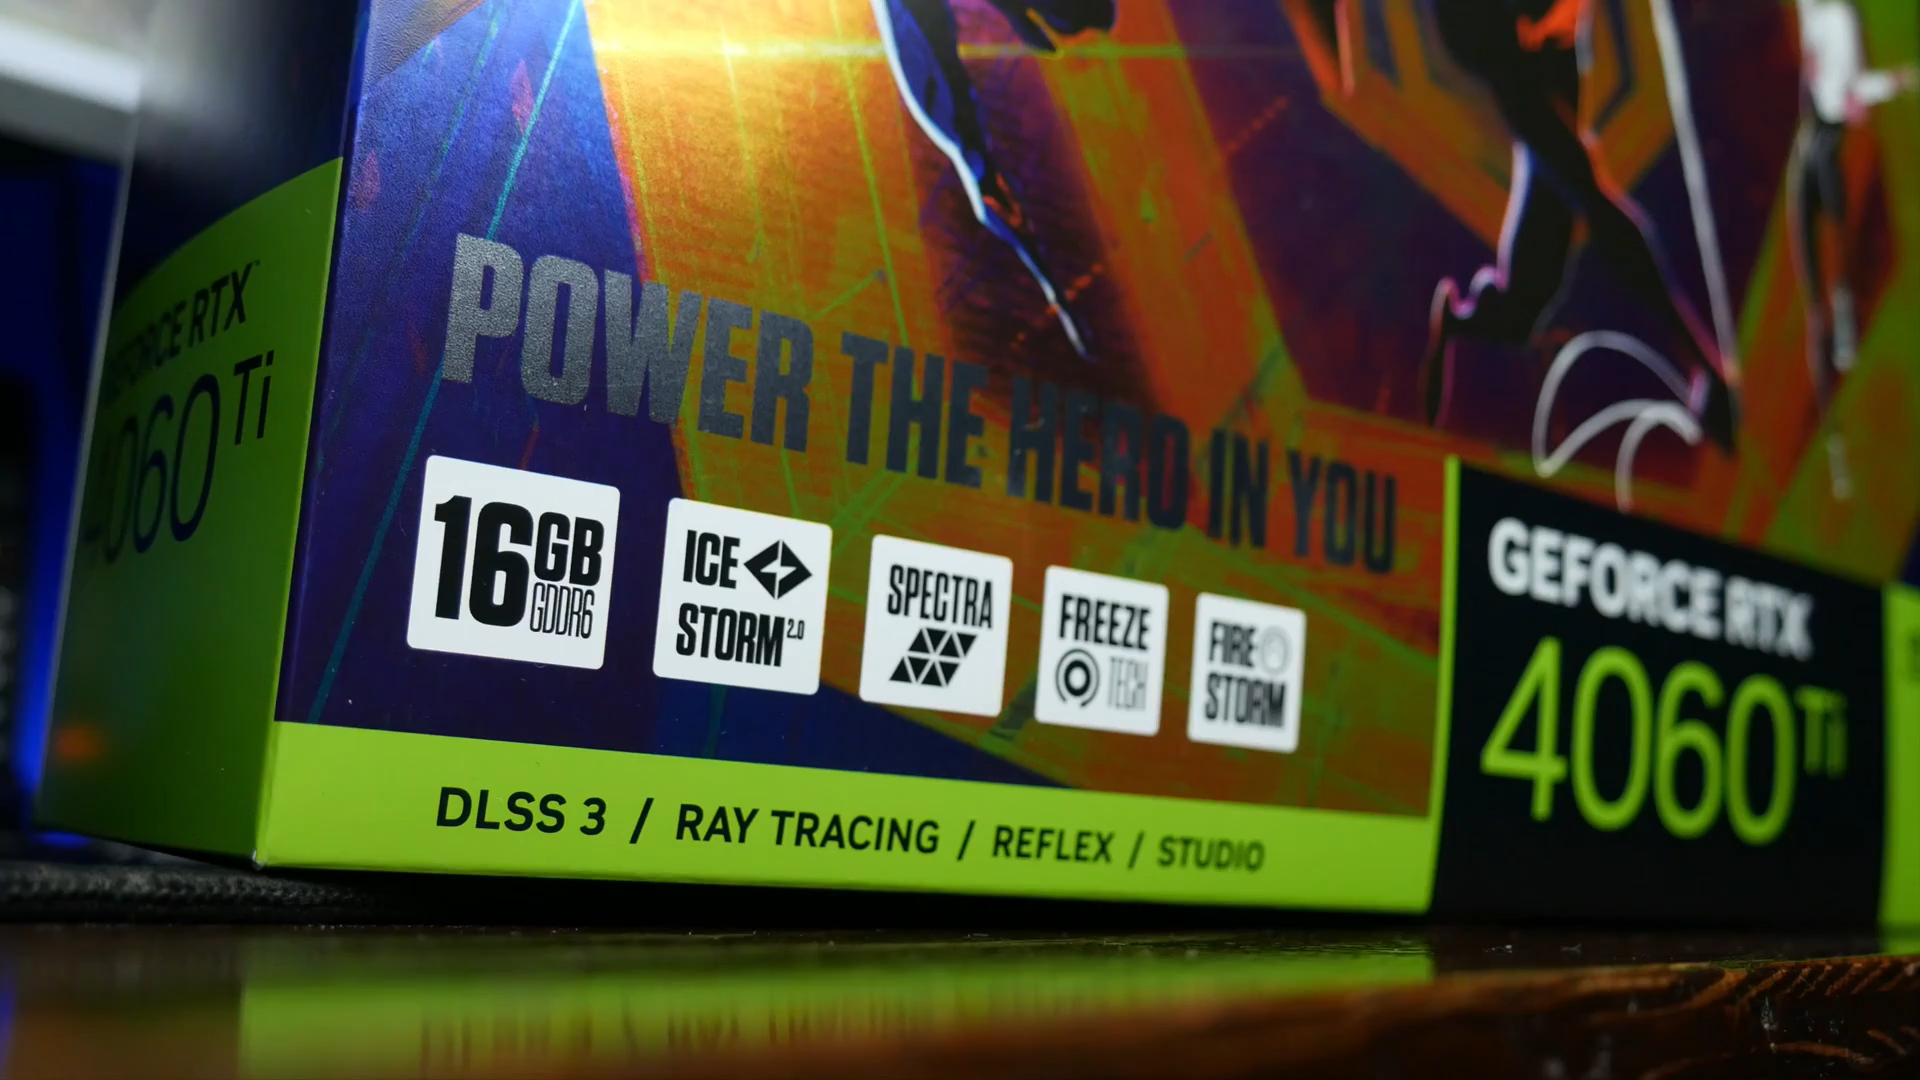 GEFORCE RTX™
4060 Ti
POWER THE HERO IN YOU
16GB
GDDR6
ICE
STORM 2.0
SPECTRA
FREEZE
TECH
FIRE
STORM
GEFORCE RTX
4060 Ti
DLSS 3 / RAY TRACING / REFLEX / STUDIO